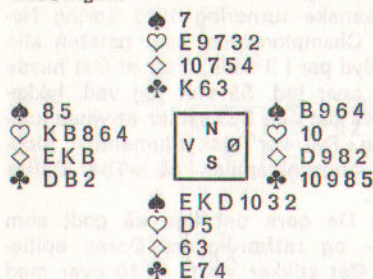 ♠ 7
♡ E9732
♢ 10754
♣ K63
♠ 85
♡ KB864
♢ EKB
♣ DB2
N
V Ø
S
♠ B964
♡ 10
♢ D982
♣ 10985
♠ EKD1032
♡ D5
♢ 63
♣ E74